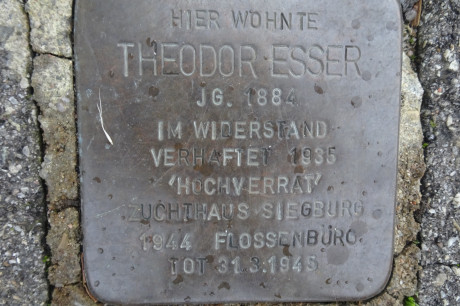 HIER WOHNTE
THEODOR ESSER
JG. 1884
IM WIDERSTAND
VERHAFTET 1935
'HOCHVERRAT'
ZUCHTHAUS SIEGBURG
1944 FLOSSENBÜRG
TOT 31.3.1945